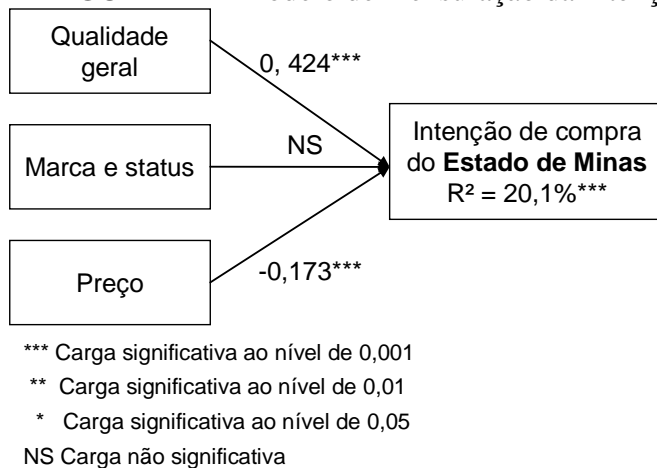 Qualidade
geral
0, 424***
Marca e status
NS
Intenção de compra
do Estado de Minas
R² = 20,1%***
Preço
-0,173***
*** Carga significativa ao nível de 0,001
** Carga significativa ao nível de 0,01
* Carga significativa ao nível de 0,05
NS Carga não significativa